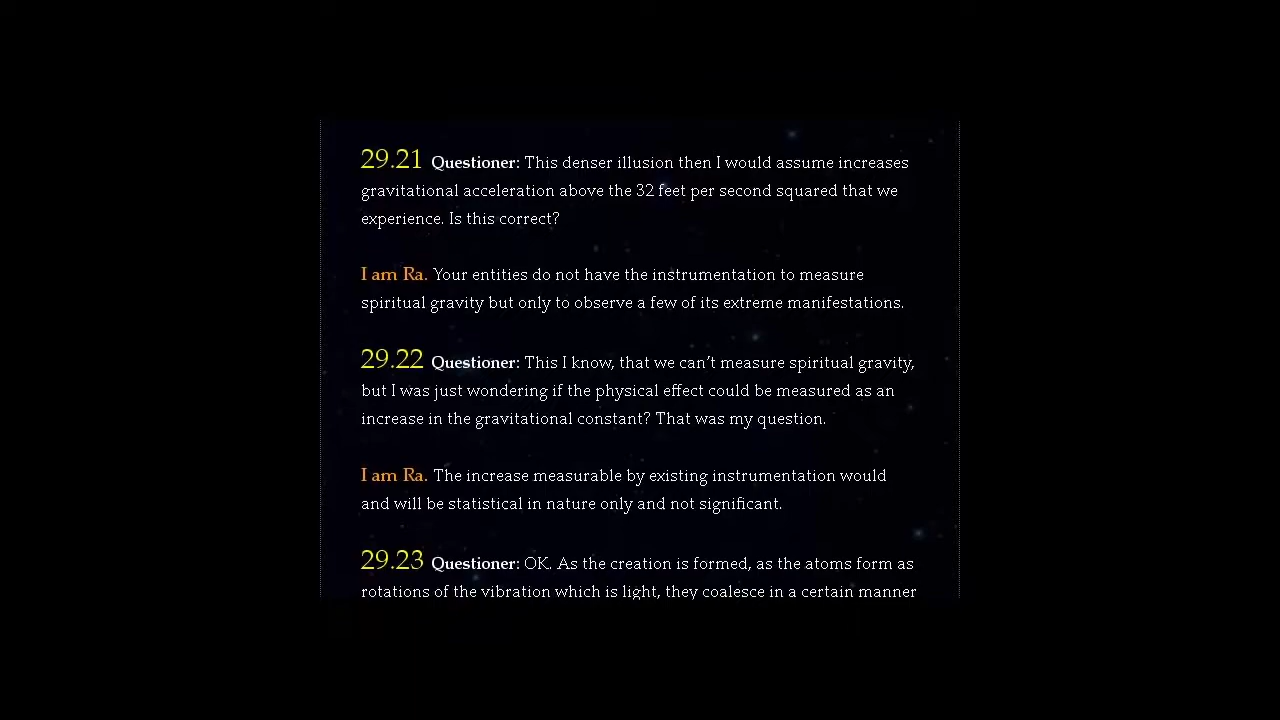 29.21 Questioner: This denser illusion then I would assume increases
gravitational acceleration above the 32 feet per second squared that we
experience. Is this correct?
I am Ra. Your entities do not have the instrumentation to measure
spiritual gravity but only to observe a few of its extreme manifestations.
29.22 Questioner: This I know, that we can’t measure spiritual gravity,
but I was just wondering if the physical effect could be measured as an
increase in the gravitational constant? That was my question.
I am Ra. The increase measurable by existing instrumentation would
and will be statistical in nature only and not significant.
29.23 Questioner: OK. As the creation is formed, as the atoms form as
rotations of the vibration which is light, they coalesce in a certain manner